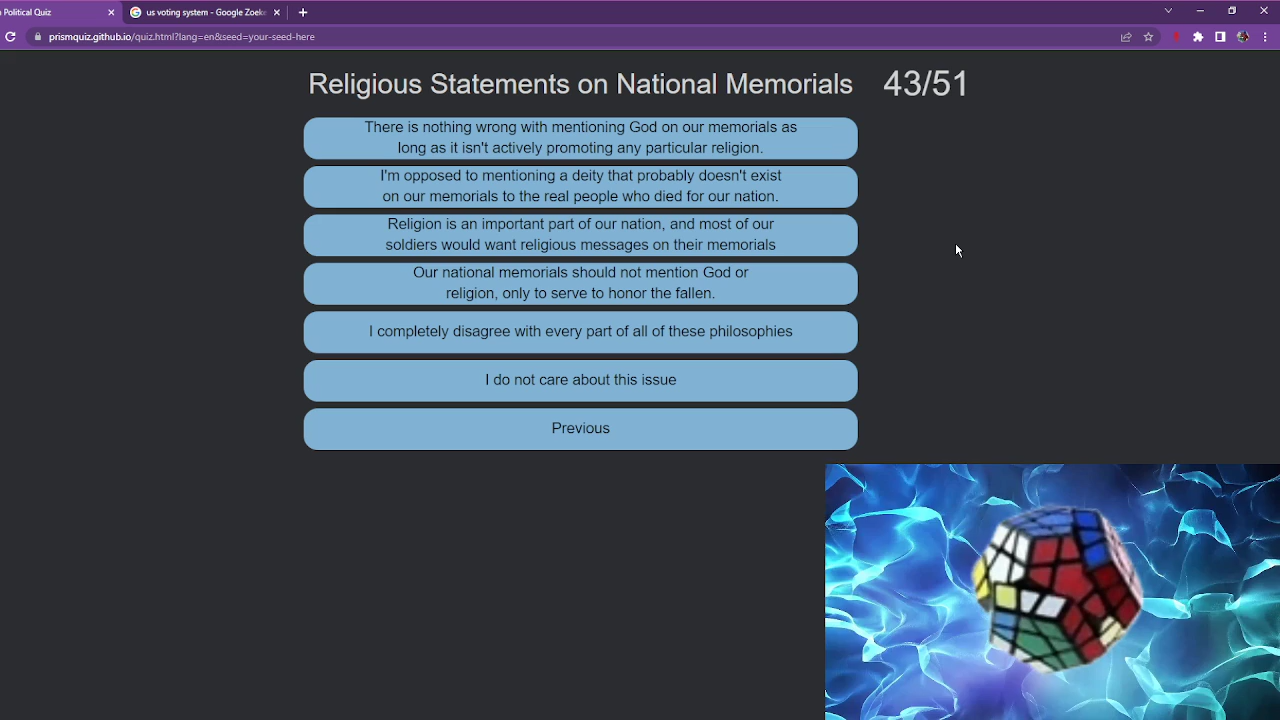 Political Quiz
us voting system - Google Zoeke
prismquiz.github.io/quiz.html?lang=en&seed=your-seed-here
Religious Statements on National Memorials 43/51
There is nothing wrong with mentioning God on our memorials as
long as it isn't actively promoting any particular religion.
I'm opposed to mentioning a deity that probably doesn't exist
on our memorials to the real people who died for our nation.
Religion is an important part of our nation, and most of our
soldiers would want religious messages on their memorials
Our national memorials should not mention God or
religion, only to serve to honor the fallen.
I completely disagree with every part of all of these philosophies
I do not care about this issue
Previous